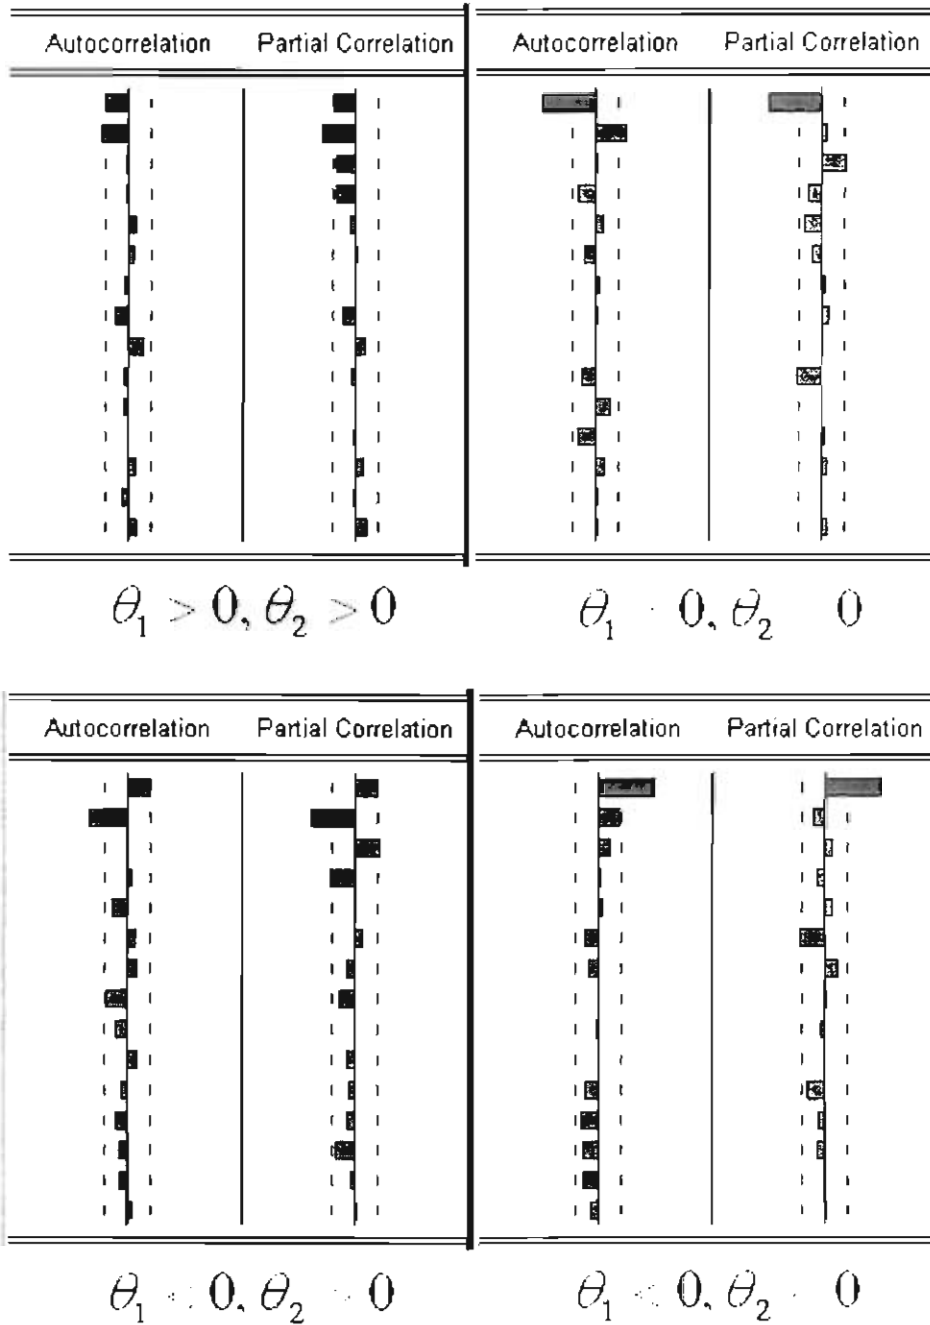 Autocorrelation Partial Correlation Autocorrelation Partial Correlation
θ₁ > 0, θ₂ > 0 θ₁ 0, θ₂ 0
Autocorrelation Partial Correlation Autocorrelation Partial Correlation
θ₁ < 0, θ₂ 0 θ₁ < 0, θ₂ 0